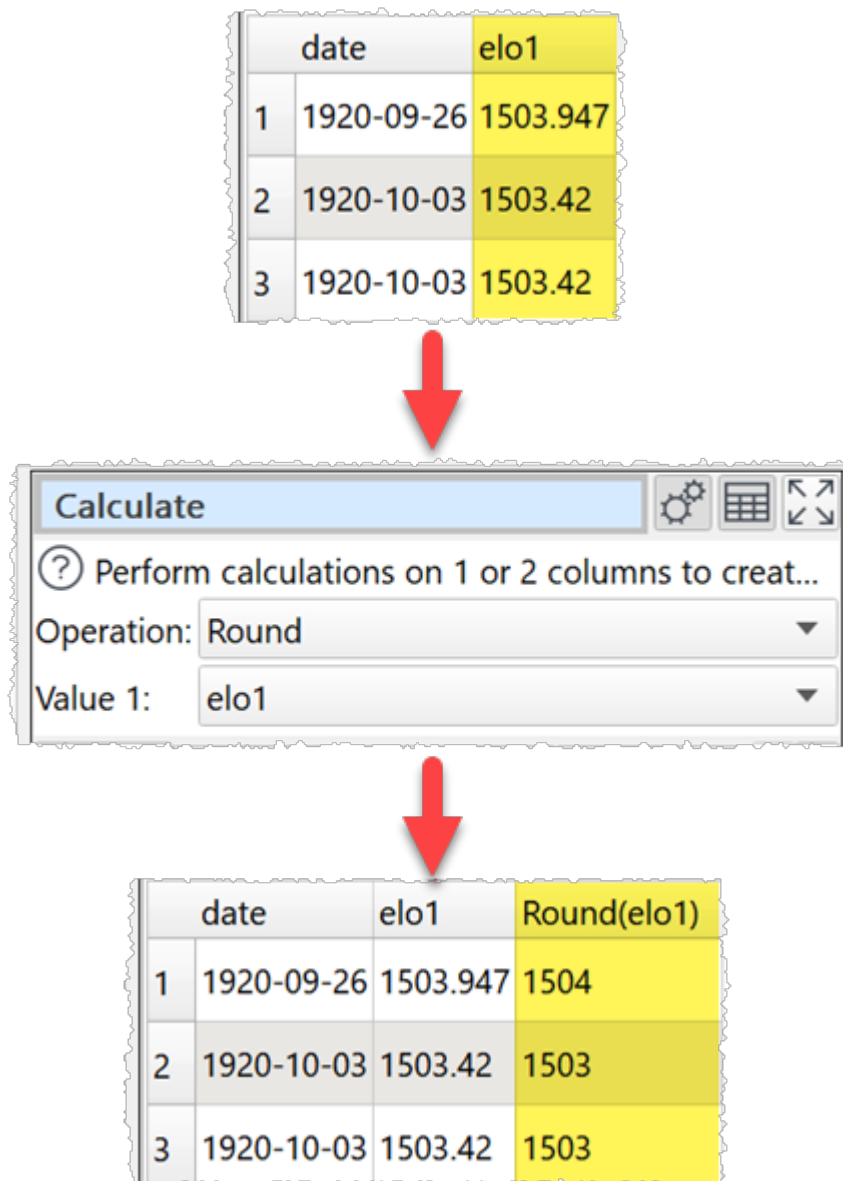 date elo1
1 1920-09-26 1503.947
2 1920-10-03 1503.42
3 1920-10-03 1503.42
Calculate
? Perform calculations on 1 or 2 columns to creat...
Operation: Round
Value 1: elo1
date elo1 Round(elo1)
1 1920-09-26 1503.947 1504
2 1920-10-03 1503.42 1503
3 1920-10-03 1503.42 1503